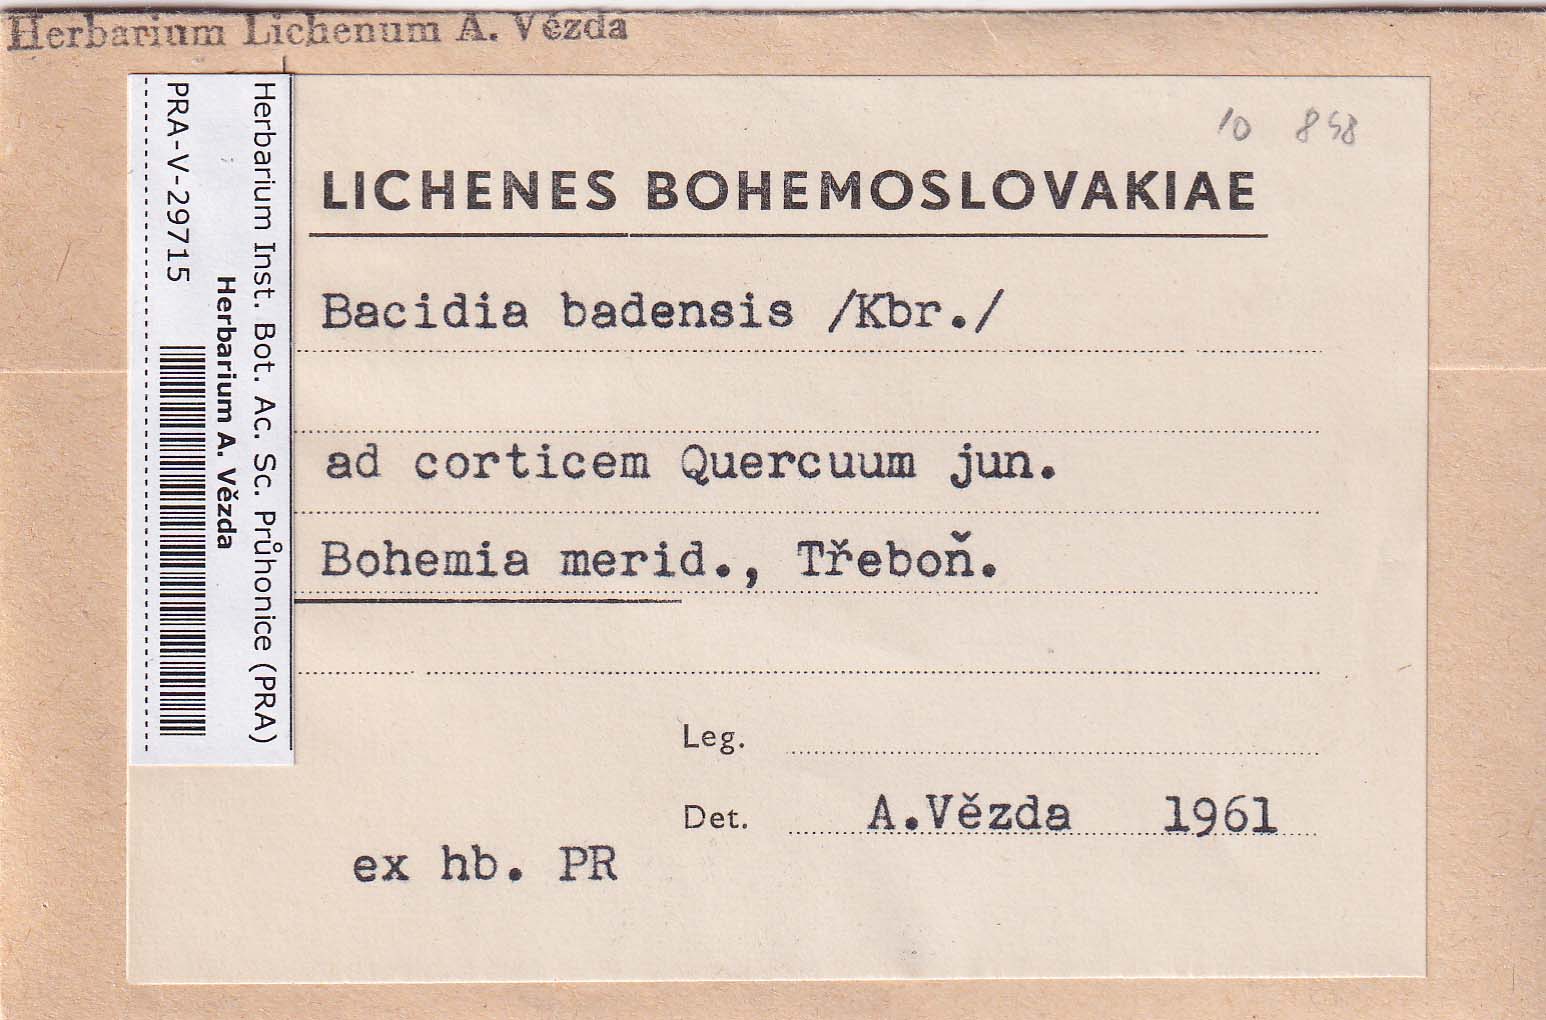 Herbarium Lichenum A. Vězda
Herbarium Inst. Bot. Ac. Sc. Průhonice (PRA)
Herbarium A. Vězda
PRA-V-29715
10 858
LICHENES BOHEMOSLOVAKIAE
Bacidia badensis /Kbr./
ad corticem Quercuum jun.
Bohemia merid., Třeboň.
Leg.
Det. A.Vězda 1961
ex hb. PR